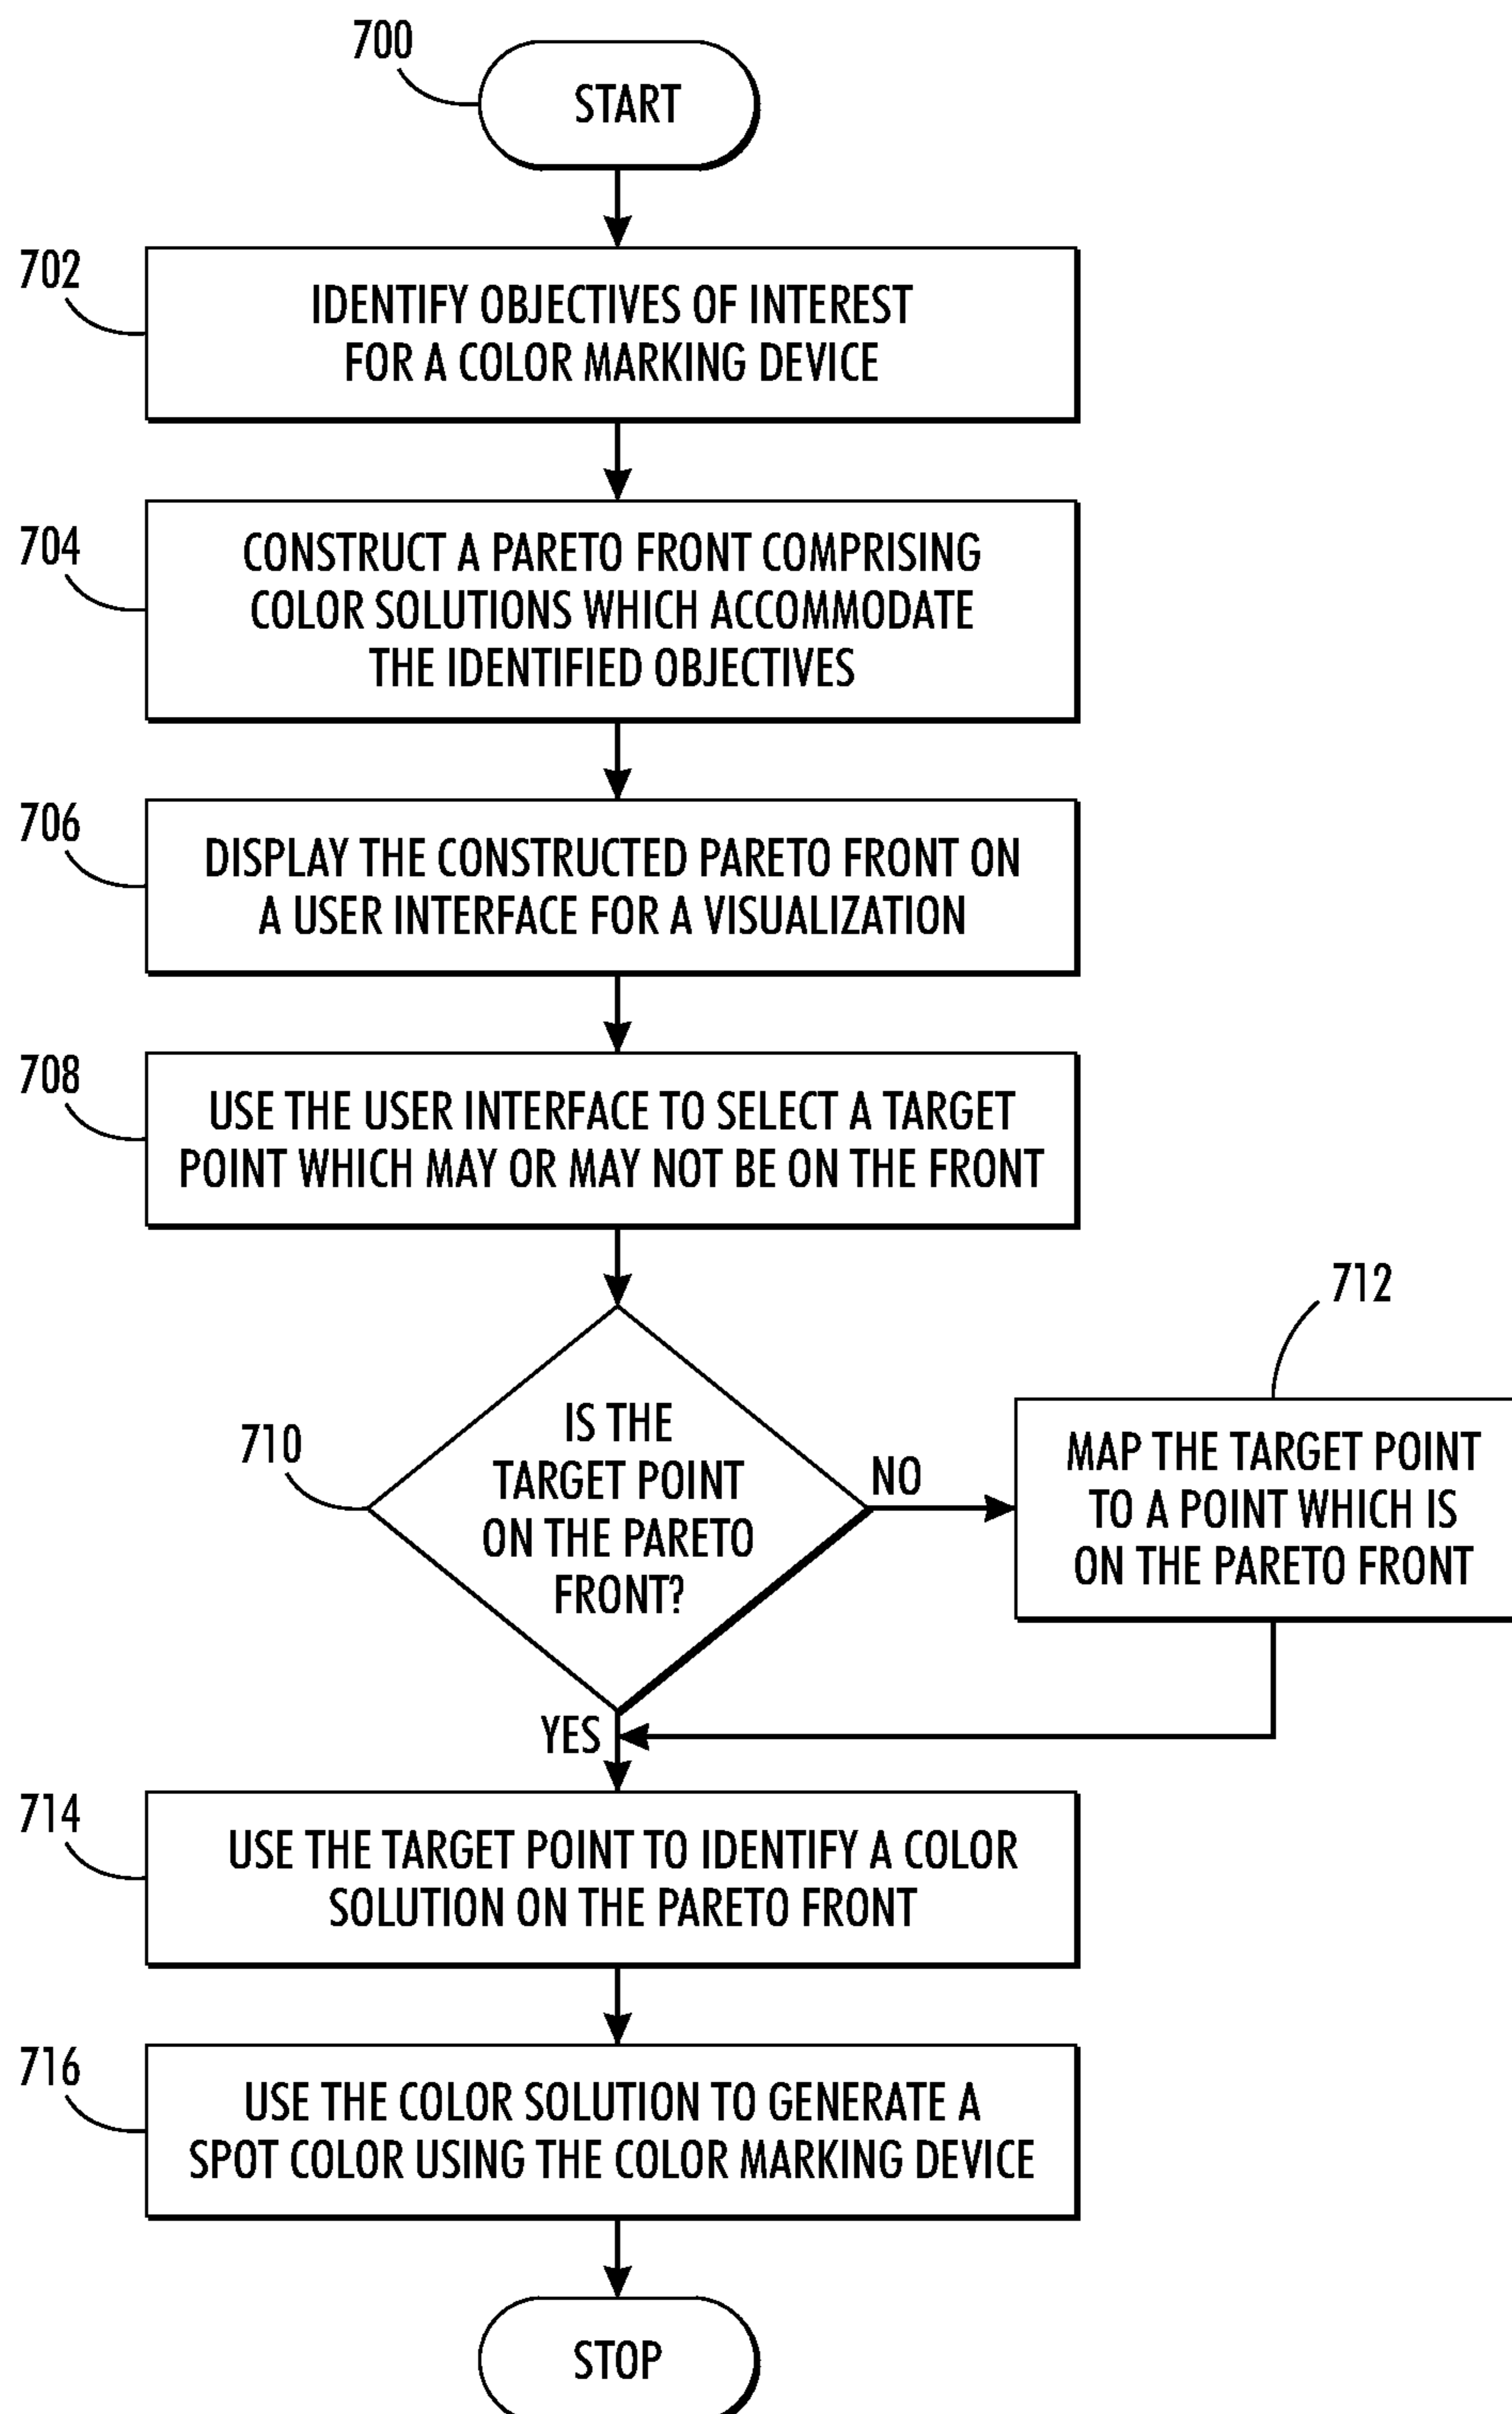 700
START
702
IDENTIFY OBJECTIVES OF INTEREST
FOR A COLOR MARKING DEVICE
704
CONSTRUCT A PARETO FRONT COMPRISING
COLOR SOLUTIONS WHICH ACCOMMODATE
THE IDENTIFIED OBJECTIVES
706
DISPLAY THE CONSTRUCTED PARETO FRONT ON
A USER INTERFACE FOR A VISUALIZATION
708
USE THE USER INTERFACE TO SELECT A TARGET
POINT WHICH MAY OR MAY NOT BE ON THE FRONT
710
IS THE
TARGET POINT
ON THE PARETO
FRONT?
NO
712
MAP THE TARGET POINT
TO A POINT WHICH IS
ON THE PARETO FRONT
YES
714
USE THE TARGET POINT TO IDENTIFY A COLOR
SOLUTION ON THE PARETO FRONT
716
USE THE COLOR SOLUTION TO GENERATE A
SPOT COLOR USING THE COLOR MARKING DEVICE
STOP